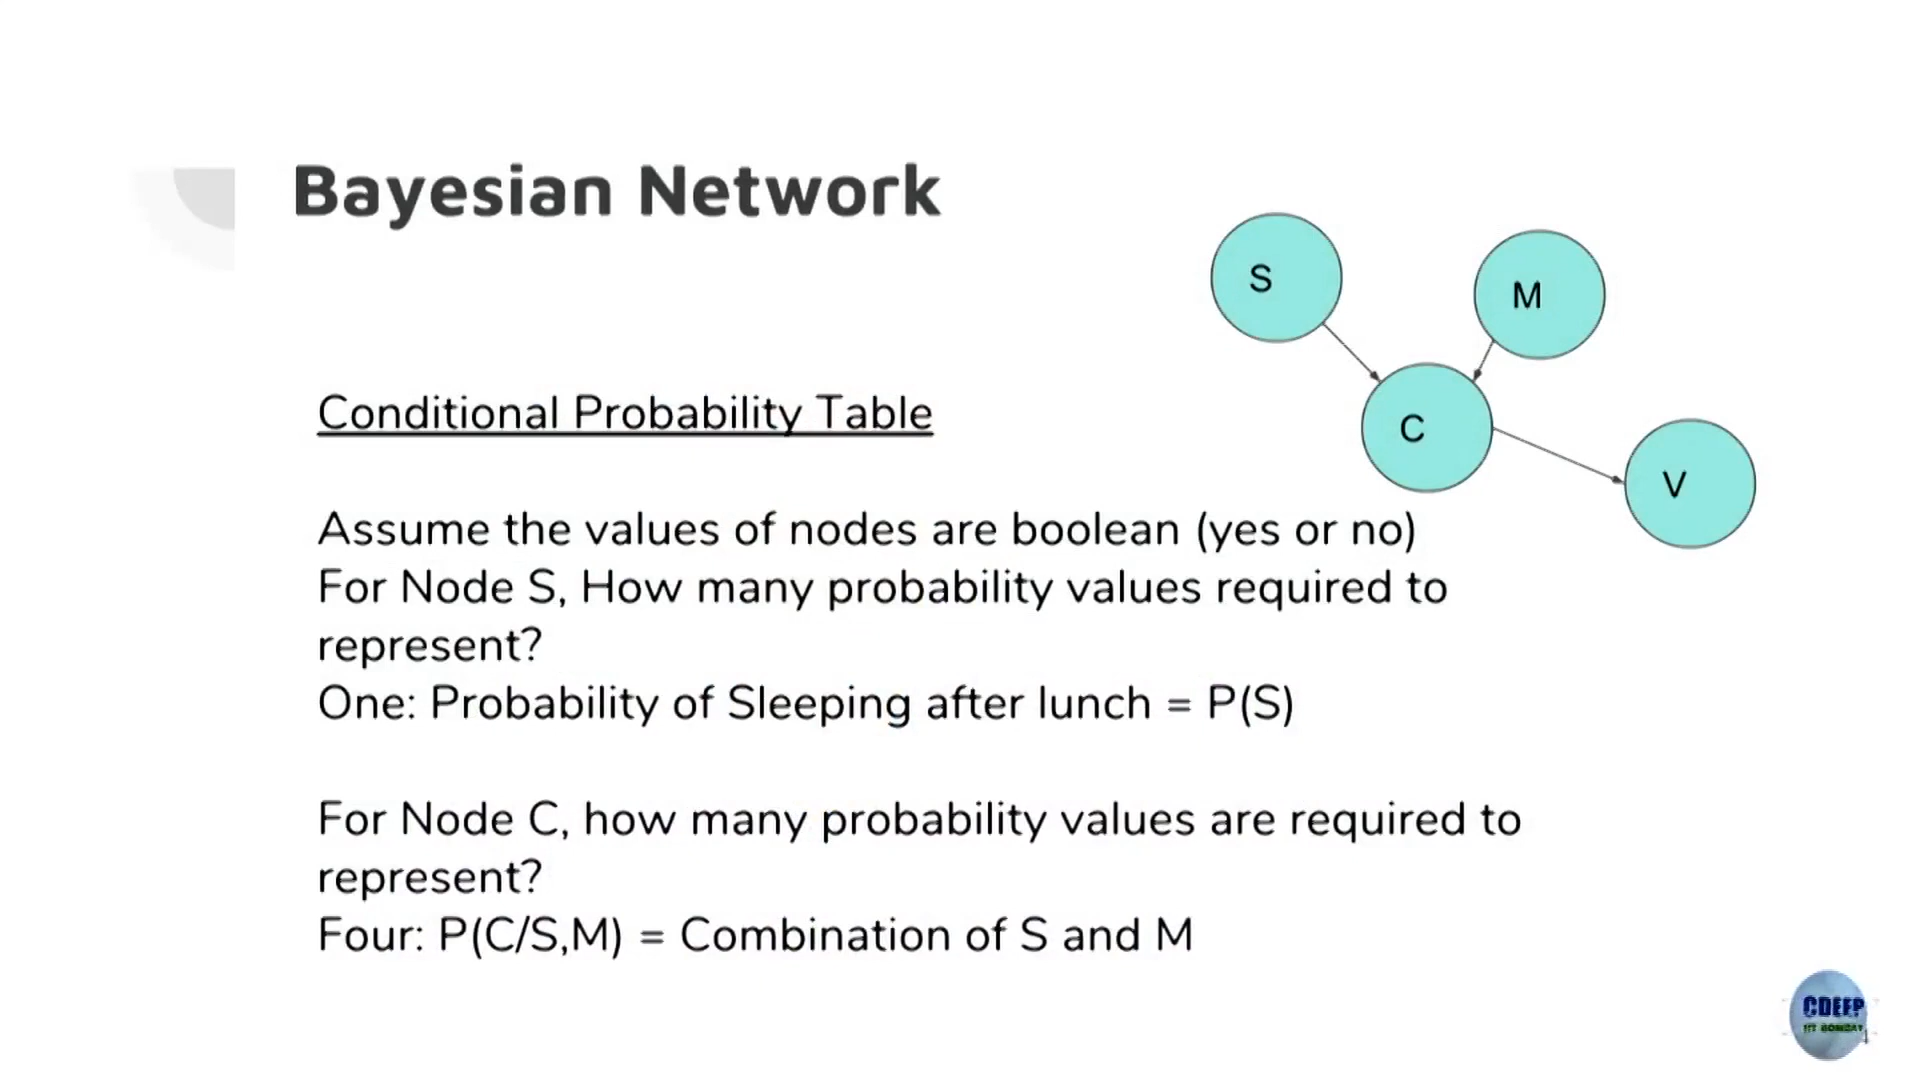 Bayesian Network
S
M
C
V
Conditional Probability Table
Assume the values of nodes are boolean (yes or no)
For Node S, How many probability values required to
represent?
One: Probability of Sleeping after lunch = P(S)
For Node C, how many probability values are required to
represent?
Four: P(C/S,M) = Combination of S and M
CDEEP
IIT BOMBAY